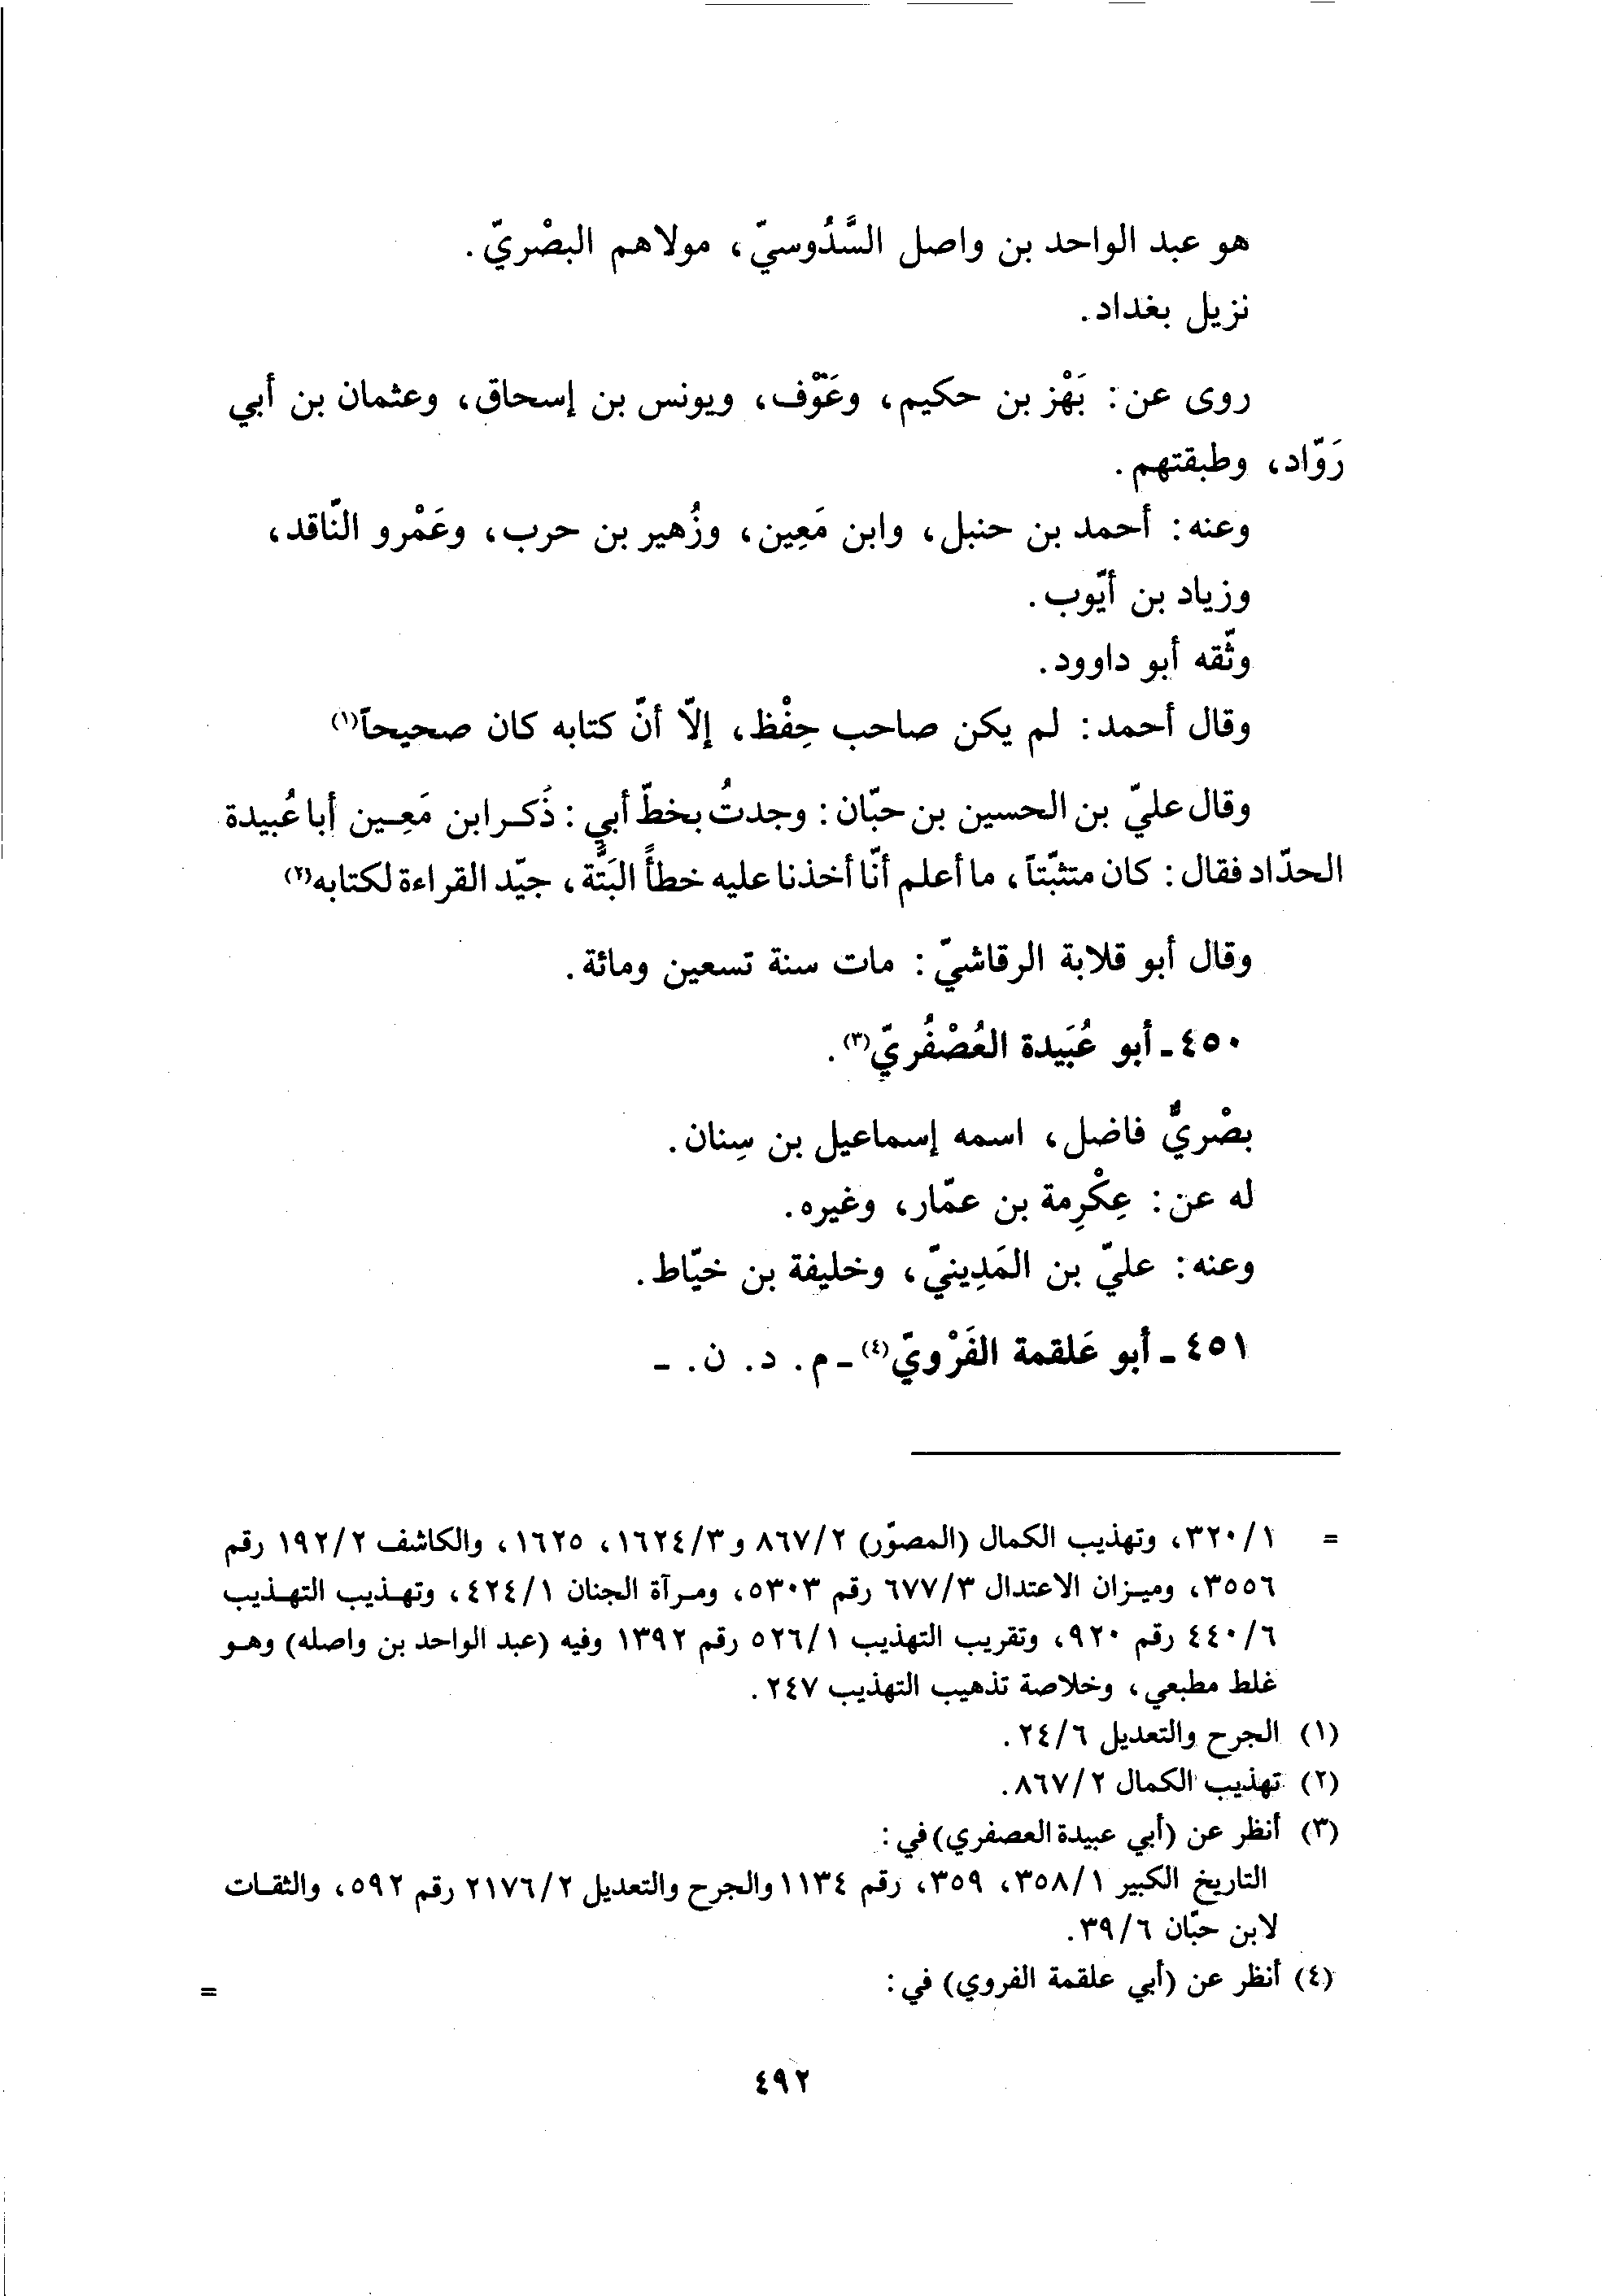 هو عبد الواحد بن واصل السَّدُوسيّ، مولاهم البصْريّ.
نزيل بغداد.
روى عن: بَهْز بن حكيم، وعَوْف، ويونس بن إسحاق، وعثمان بن أبي
رَوّاد، وطبقتهم.
وعنه: أحمد بن حنبل، وابن مَعِين، وزُهير بن حرب، وعَمْرو النّاقد،
وزياد بن أيّوب.
وثّقه أبو داوود.
وقال أحمد: لم يكن صاحب حِفْظ، إلّا أنّ كتابه كان صحيحاً(١)
وقال عليّ بن الحسين بن حبّان: وجدتُ بخطّ أبي: ذَكر ابن مَعِين أبا عُبيدة
الحدّاد فقال: كان متثبّتاً، ما أعلم أنّا أخذنا عليه خطأً البَتَّة، جيّد القراءة لكتابه(٢)
وقال أبو قلابة الرقاشيّ: مات سنة تسعين ومائة.
٤٥٠ - أبو عُبَيدة العُصْفُريّ(٣).
بصْريٌّ فاضل، اسمه إسماعيل بن سِنان.
له عن: عِكْرِمة بن عمّار، وغيره.
وعنه: عليّ بن المَدِينيّ، وخليفة بن خيّاط.
٤٥١ - أبو عَلقمة الفَرْويّ(٤) - م. د. ن. -
= ٣٢٠/١، وتهذيب الكمال (المصوّر) ٨٦٧/٢ و ١٦٢٤/٣، ١٦٢٥، والكاشف ١٩٢/٢ رقم
٣٥٥٦، وميزان الاعتدال ٦٧٧/٣ رقم ٥٣٠٣، ومرآة الجنان ٤٢٤/١، وتهذيب التهذيب
٤٤٠/٦ رقم ٩٢٠، وتقريب التهذيب ٥٢٦/١ رقم ١٣٩٢ وفيه (عبد الواحد بن واصله) وهو
غلط مطبعي، وخلاصة تذهيب التهذيب ٢٤٧.
(١) الجرح والتعديل ٢٤/٦.
(٢) تهذيب الكمال ٨٦٧/٢.
(٣) أنظر عن (أبي عبيدة العصفري) في:
التاريخ الكبير ٣٥٨/١، ٣٥٩، رقم ١١٣٤ والجرح والتعديل ٢١٧٦/٢ رقم ٥٩٢، والثقات
لابن حبّان ٣٩/٦.
(٤) أنظر عن (أبي علقمة الفروي) في: =
٤٩٢